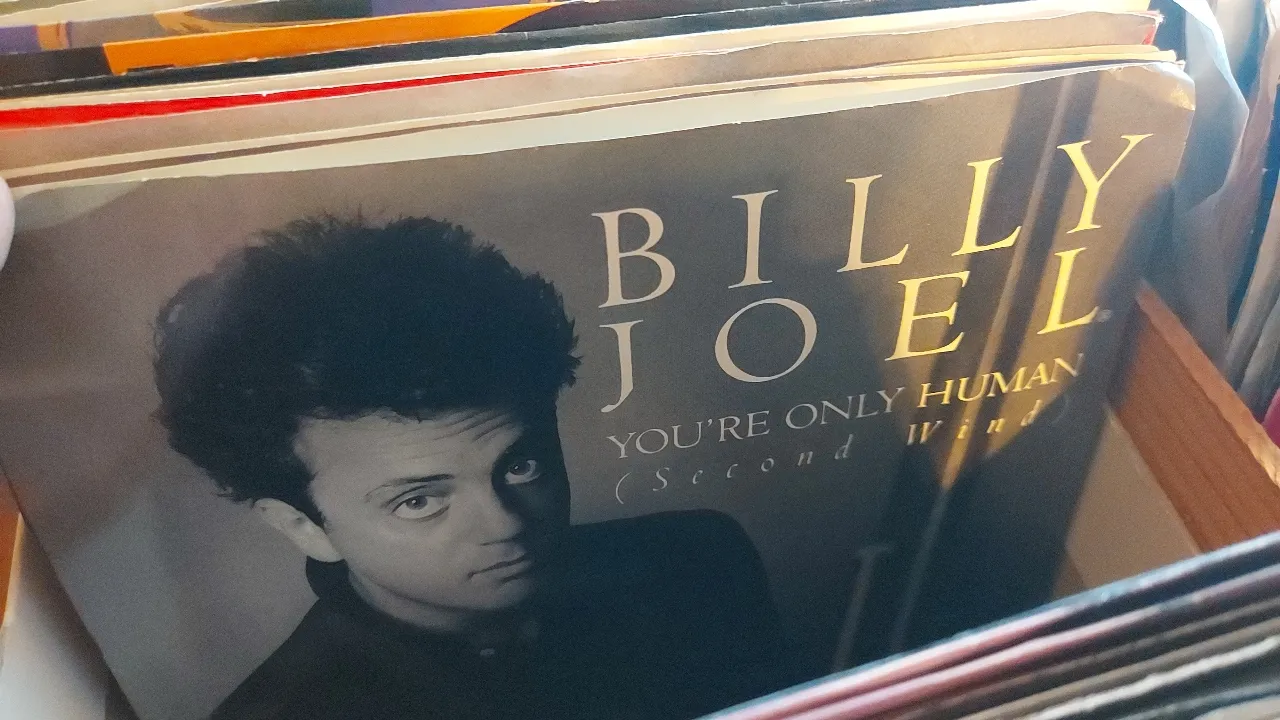 BILLY
JOEL
YOU'RE ONLY HUMAN
(Second Wind)